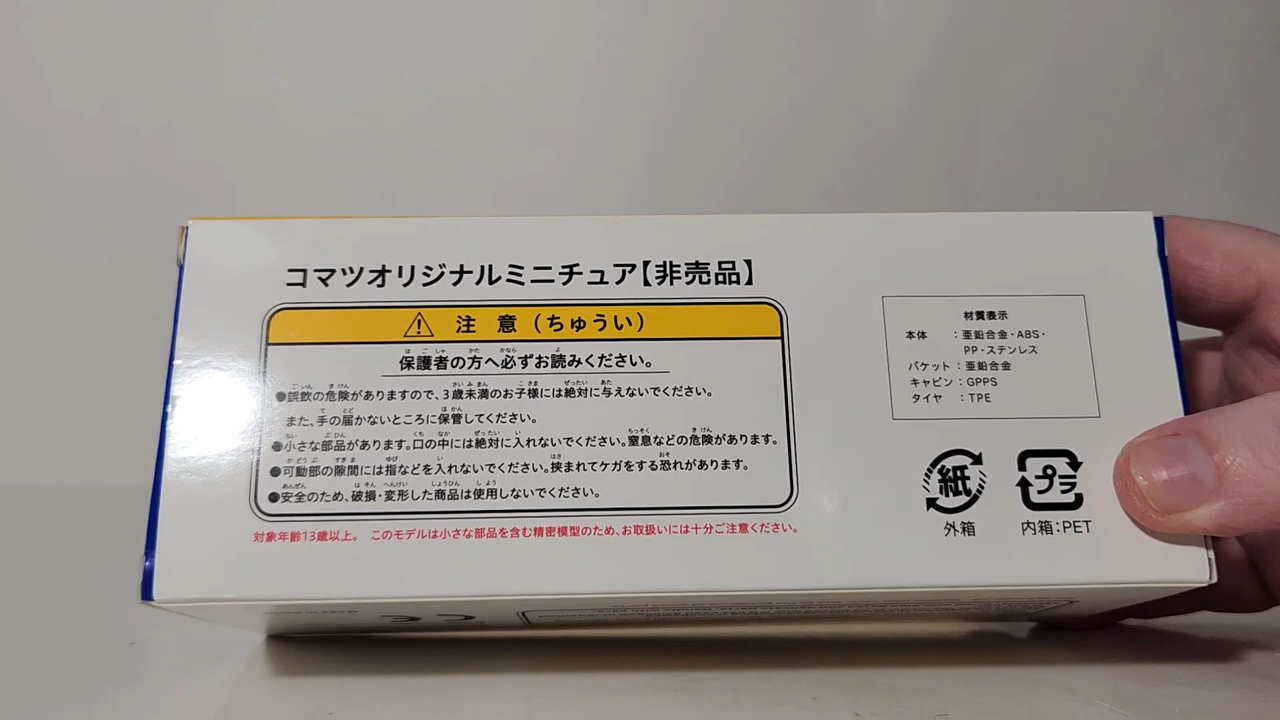 コマツオリジナルミニチュア【非売品】
注 意（ちゅうい）
保護者の方へ必ずお読みください。
●誤飲の危険がありますので、3歳未満のお子様には絶対に与えないでください。
また、手の届かないところに保管してください。
●小さな部品があります。口の中には絶対に入れないでください。窒息などの危険があります。
●可動部の隙間には指などを入れないでください。挟まれてケガをする恐れがあります。
●安全のため、破損・変形した商品は使用しないでください。
対象年齢13歳以上。 このモデルは小さな部品を含む精密模型のため、お取扱いには十分ご注意ください。
材質表示
本体 ：亜鉛合金・ABS・
PP・ステンレス
バケット：亜鉛合金
キャビン：GPPS
タイヤ ：TPE
紙
プラ
外箱
内箱：PET
CE